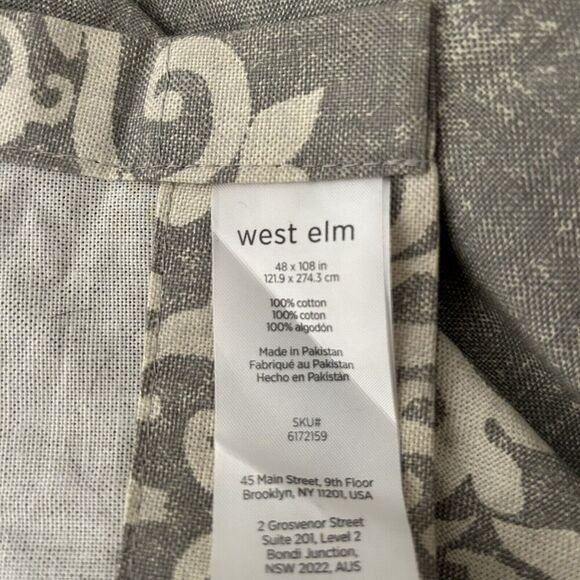 west elm
48 x 108 in
121.9 x 274.3 cm
100% cotton
100% coton
100% algodón
Made in Pakistan
Fabriqué au Pakistan
Hecho en Pakistán
SKU#
6172159
45 Main Street, 9th Floor
Brooklyn, NY 11201, USA
2 Grosvenor Street
Suite 201, Level 2
Bondi Junction,
NSW 2022, AUS